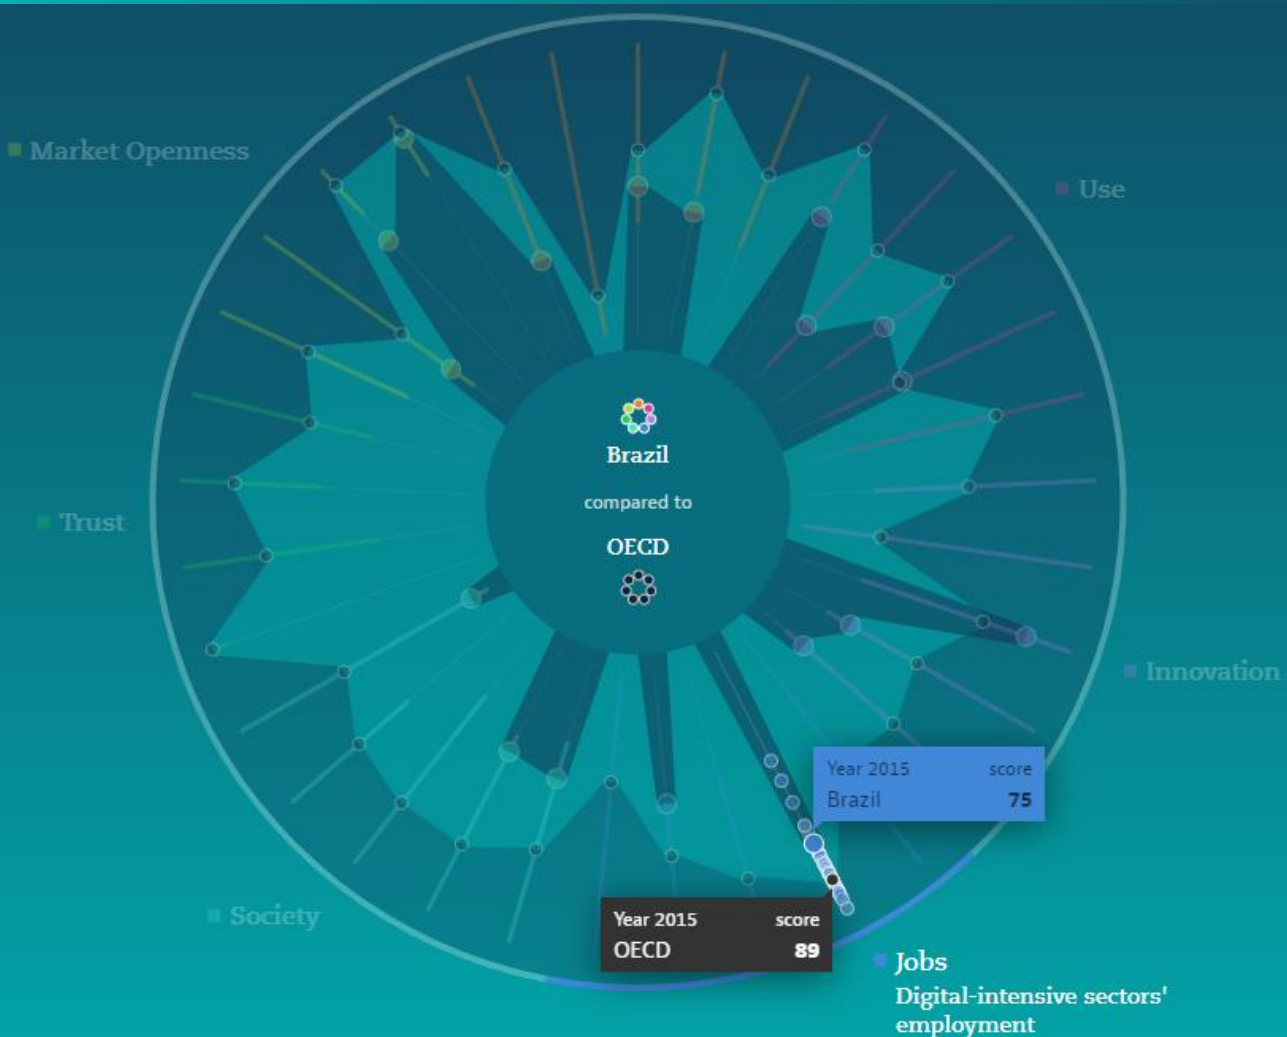 Market Openness
Use
Brazil
compared to
OECD
Trust
Innovation
Year 2015 score
Brazil 75
Society
Year 2015 score
OECD 89
Jobs
Digital-intensive sectors'
employment